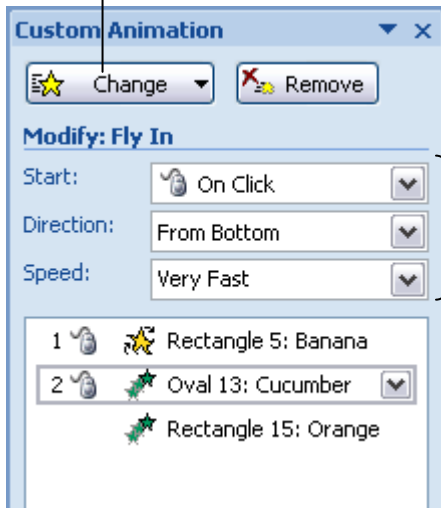 Custom Animation
Change Remove
Modify: Fly In
Start: On Click
Direction: From Bottom
Speed: Very Fast
1 Rectangle 5: Banana
2 Oval 13: Cucumber
Rectangle 15: Orange